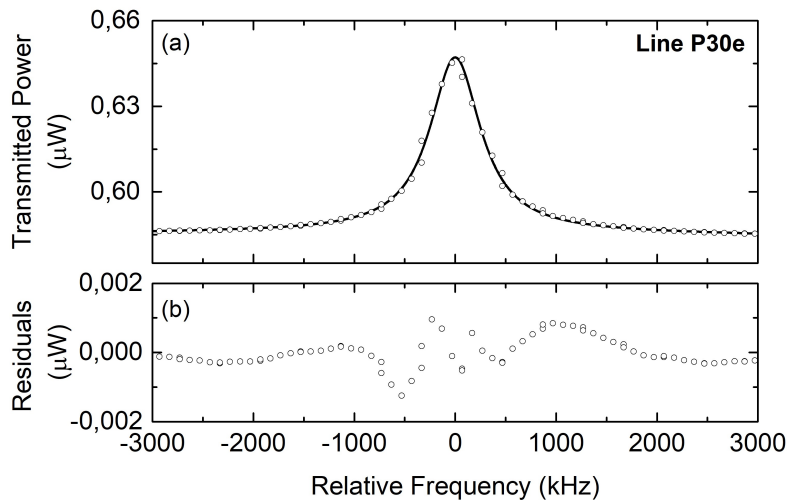 0,66
(a)
Line P30e
0,63
0,60
Transmitted Power
(μW)
0,002
(b)
0,000
-0,002
Residuals
(μW)
-3000 -2000 -1000 0 1000 2000 3000
Relative Frequency (kHz)